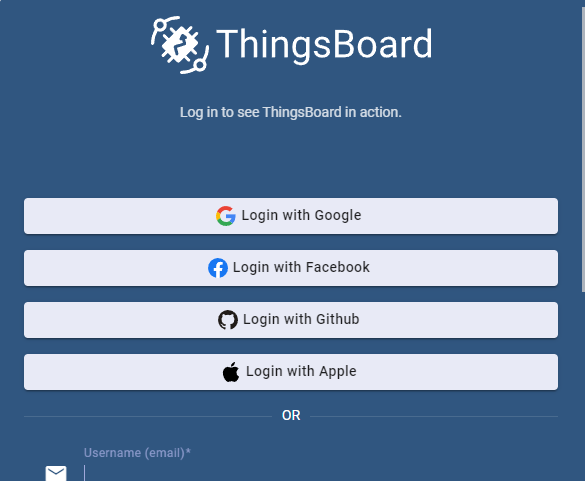 ThingsBoard
Log in to see ThingsBoard in action.
Login with Google
Login with Facebook
Login with Github
Login with Apple
OR
Username (email)*